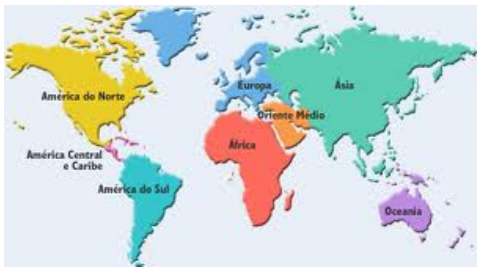 Europa
Ásia
América do Norte
Oriente Médio
África
América Central
e Caribe
América do Sul
Oceania